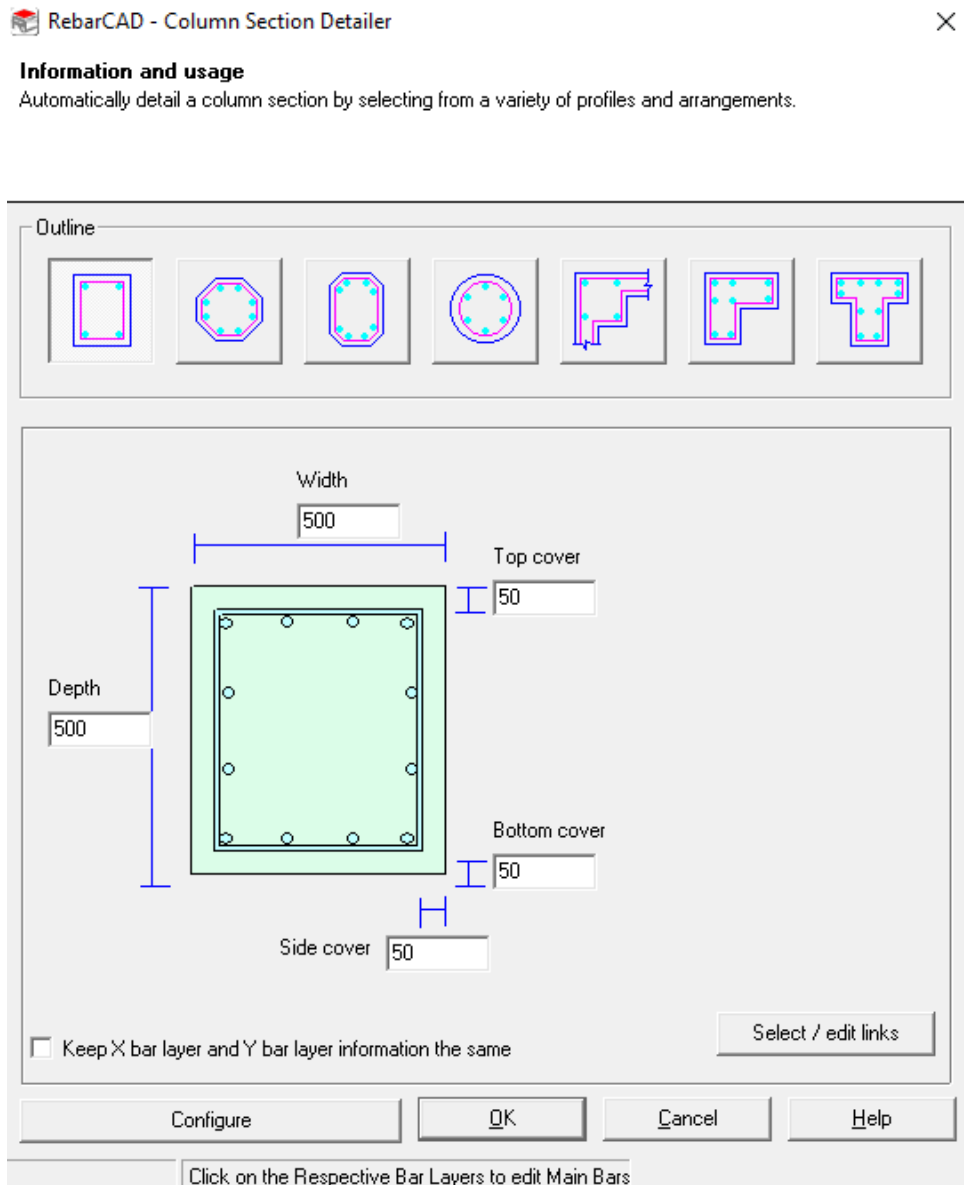 RebarCAD - Column Section Detailer
Information and usage
Automatically detail a column section by selecting from a variety of profiles and arrangements.
Outline
Width
500
Top cover
50
Depth
500
Bottom cover
50
Side cover 50
Keep X bar layer and Y bar layer information the same
Select / edit links
Configure OK Cancel Help
Click on the Respective Bar Layers to edit Main Bars